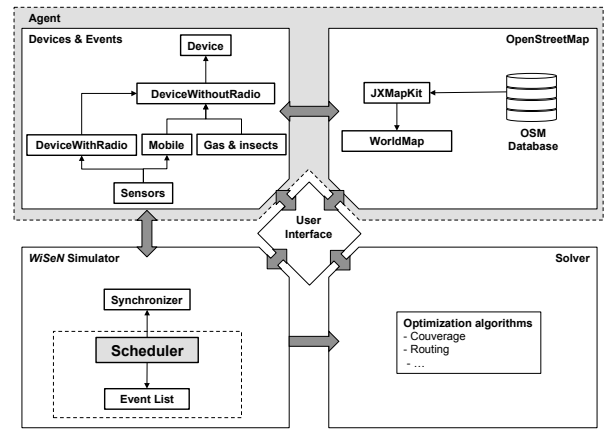 Agent
Devices & Events
Device
DeviceWithoutRadio
DeviceWithRadio
Mobile
Gas & insects
Sensors
OpenStreetMap
JXMapKit
WorldMap
OSM
Database
User
Interface
WiSeN Simulator
Synchronizer
Scheduler
Event List
Solver
Optimization algorithms
- Couverage
- Routing
- ...